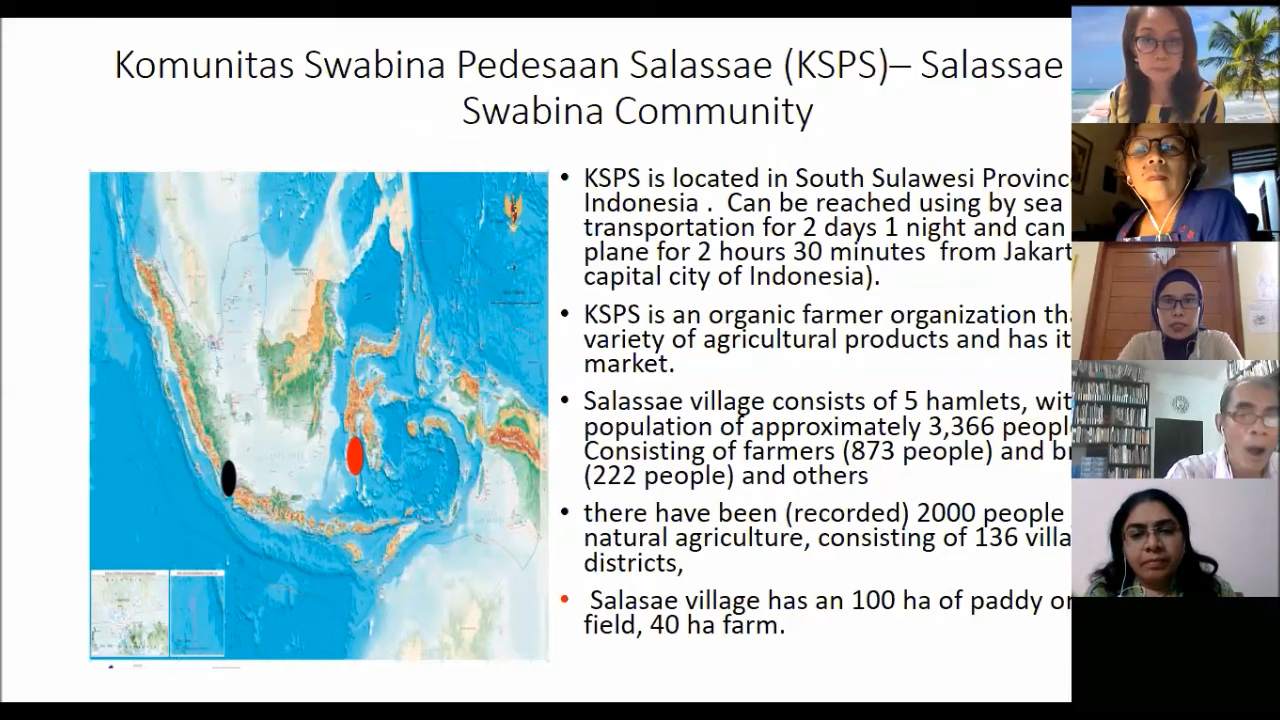 Komunitas Swabina Pedesaan Salassae (KSPS)– Salassae
Swabina Community
• KSPS is located in South Sulawesi Provinc
Indonesia . Can be reached using by sea
transportation for 2 days 1 night and can
plane for 2 hours 30 minutes from Jakart
capital city of Indonesia).
• KSPS is an organic farmer organization tha
variety of agricultural products and has it
market.
• Salassae village consists of 5 hamlets, wit
population of approximately 3,366 peopl
Consisting of farmers (873 people) and br
(222 people) and others
• there have been (recorded) 2000 people
natural agriculture, consisting of 136 villa
districts,
• Salasae village has an 100 ha of paddy or
field, 40 ha farm.